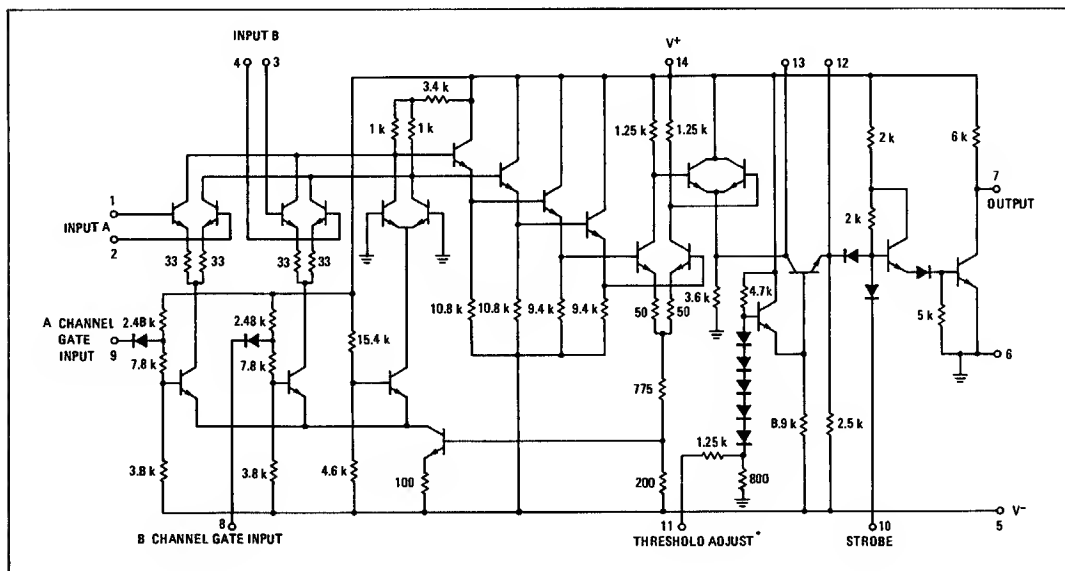 INPUT B
4 3
V+
14
13
12
3.4 k
1 k
1 k
1.25 k
1.25 k
2 k
6 k
7
OUTPUT
1
INPUT A
2
2 k
33
33
33
33
10.8 k
10.8 k
9.4 k
9.4 k
50
50
3.6 k
4.7k
5 k
6
A CHANNEL
GATE
INPUT
9
2.4B k
2.48 k
15.4 k
7.8 k
7.8 k
775
8.9 k
2.5 k
1.25 k
3.B k
3.8 k
4.6 k
100
200
800
V-
5
8
B CHANNEL GATE INPUT
11
THRESHOLO ADJUST*
10
STROBE